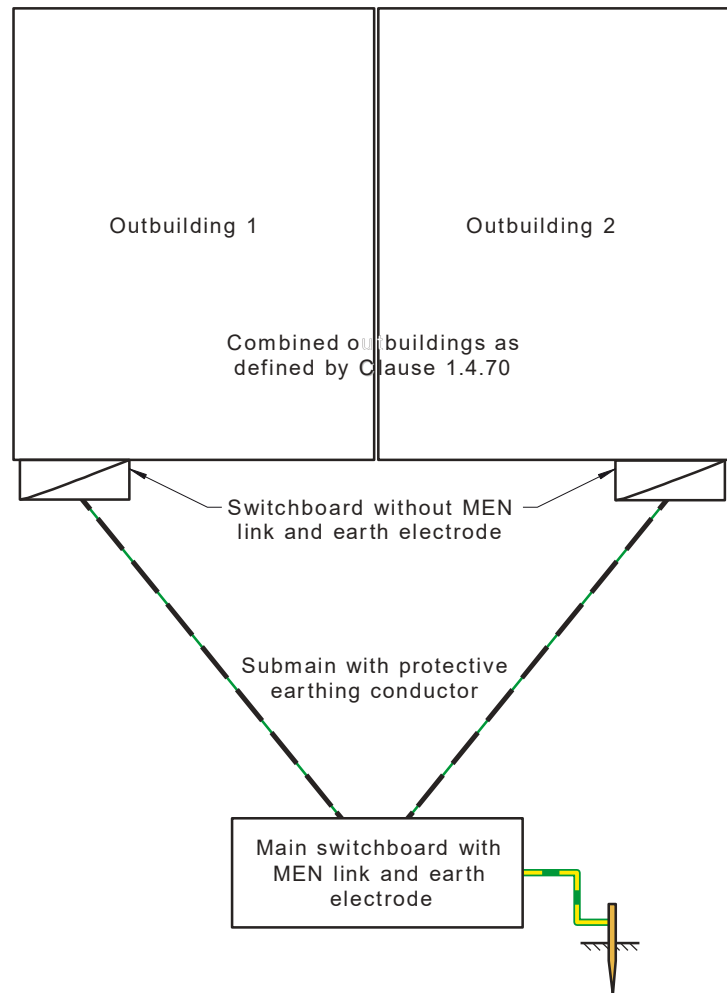 Outbuilding 1
Outbuilding 2
Combined outbuildings as
defined by Clause 1.4.70
Switchboard without MEN
link and earth electrode
Submain with protective
earthing conductor
Main switchboard with
MEN link and earth
electrode